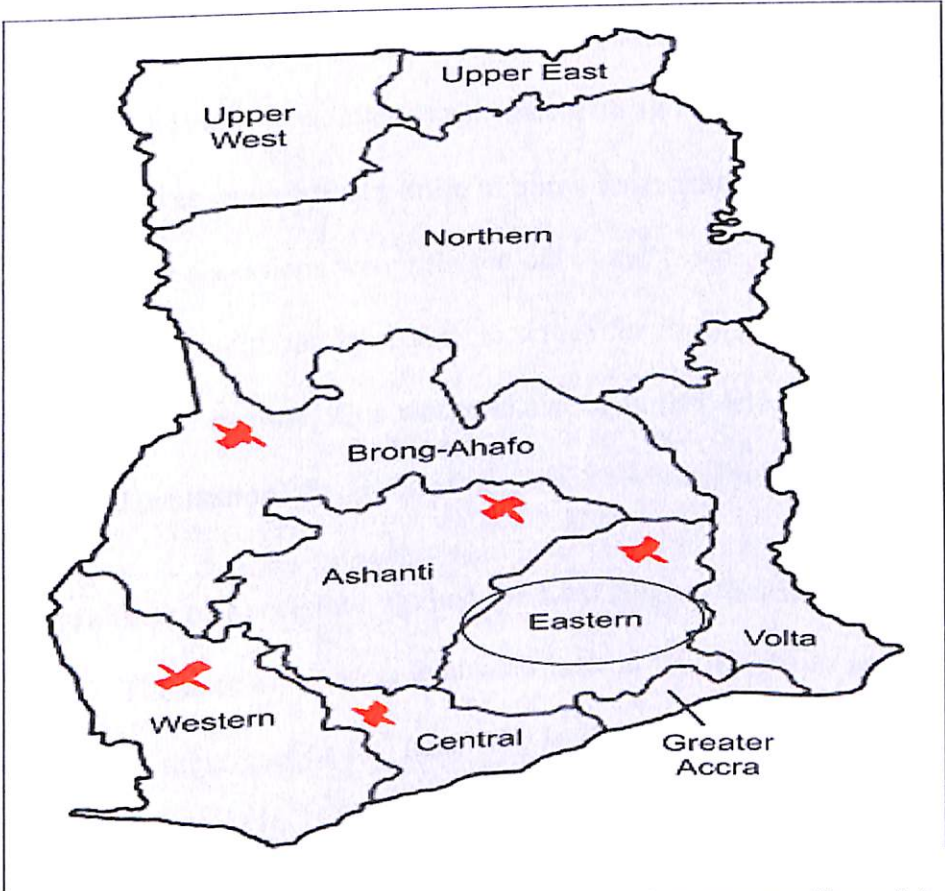 Upper East
Upper
West
Northern
Brong-Ahafo
Ashanti
Eastern
Volta
Western
Central
Greater
Accra